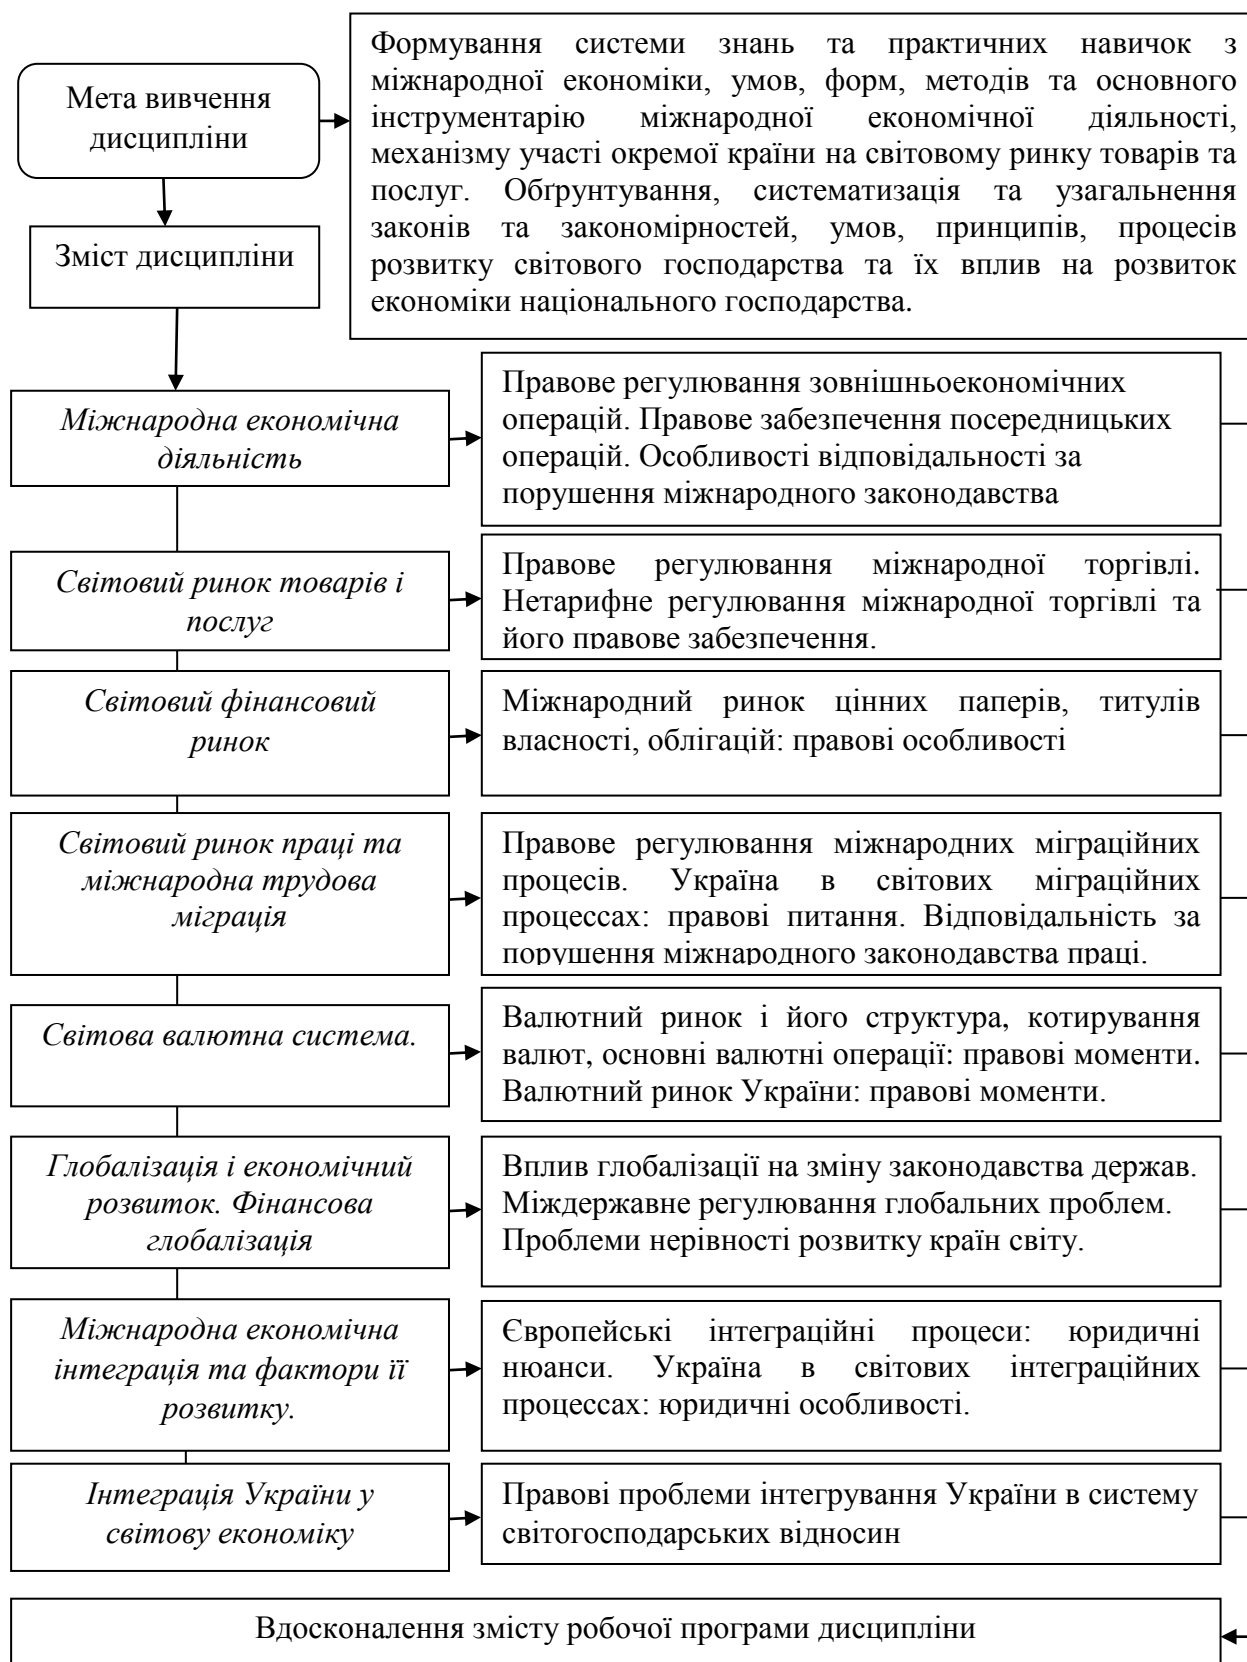 Мета вивчення
дисципліни
Формування системи знань та практичних навичок з
міжнародної економіки, умов, форм, методів та основного
інструментарію міжнародної економічної діяльності,
механізму участі окремої країни на світовому ринку товарів та
послуг. Обґрунтування, систематизація та узагальнення
законів та закономірностей, умов, принципів, процесів
розвитку світового господарства та їх вплив на розвиток
економіки національного господарства.
Зміст дисципліни
Міжнародна економічна
діяльність
Правове регулювання зовнішньоекономічних
операцій. Правове забезпечення посередницьких
операцій. Особливості відповідальності за
порушення міжнародного законодавства
Світовий ринок товарів і
послуг
Правове регулювання міжнародної торгівлі.
Нетарифне регулювання міжнародної торгівлі та
його правове забезпечення.
Світовий фінансовий
ринок
Міжнародний ринок цінних паперів, титулів
власності, облігацій: правові особливості
Світовий ринок праці та
міжнародна трудова
міграція
Правове регулювання міжнародних міграційних
процесів. Україна в світових міграційних
процессах: правові питання. Відповідальність за
порушення міжнародного законодавства праці.
Світова валютна система.
Валютний ринок і його структура, котирування
валют, основні валютні операції: правові моменти.
Валютний ринок України: правові моменти.
Глобалізація і економічний
розвиток. Фінансова
глобалізація
Вплив глобалізації на зміну законодавства держав.
Міждержавне регулювання глобальних проблем.
Проблеми нерівності розвитку країн світу.
Міжнародна економічна
інтеграція та фактори її
розвитку.
Європейські інтеграційні процеси: юридичні
нюанси. Україна в світових інтеграційних
процессах: юридичні особливості.
Інтеграція України у
світову економіку
Правові проблеми інтегрування України в систему
світогосподарських відносин
Вдосконалення змісту робочої програми дисципліни